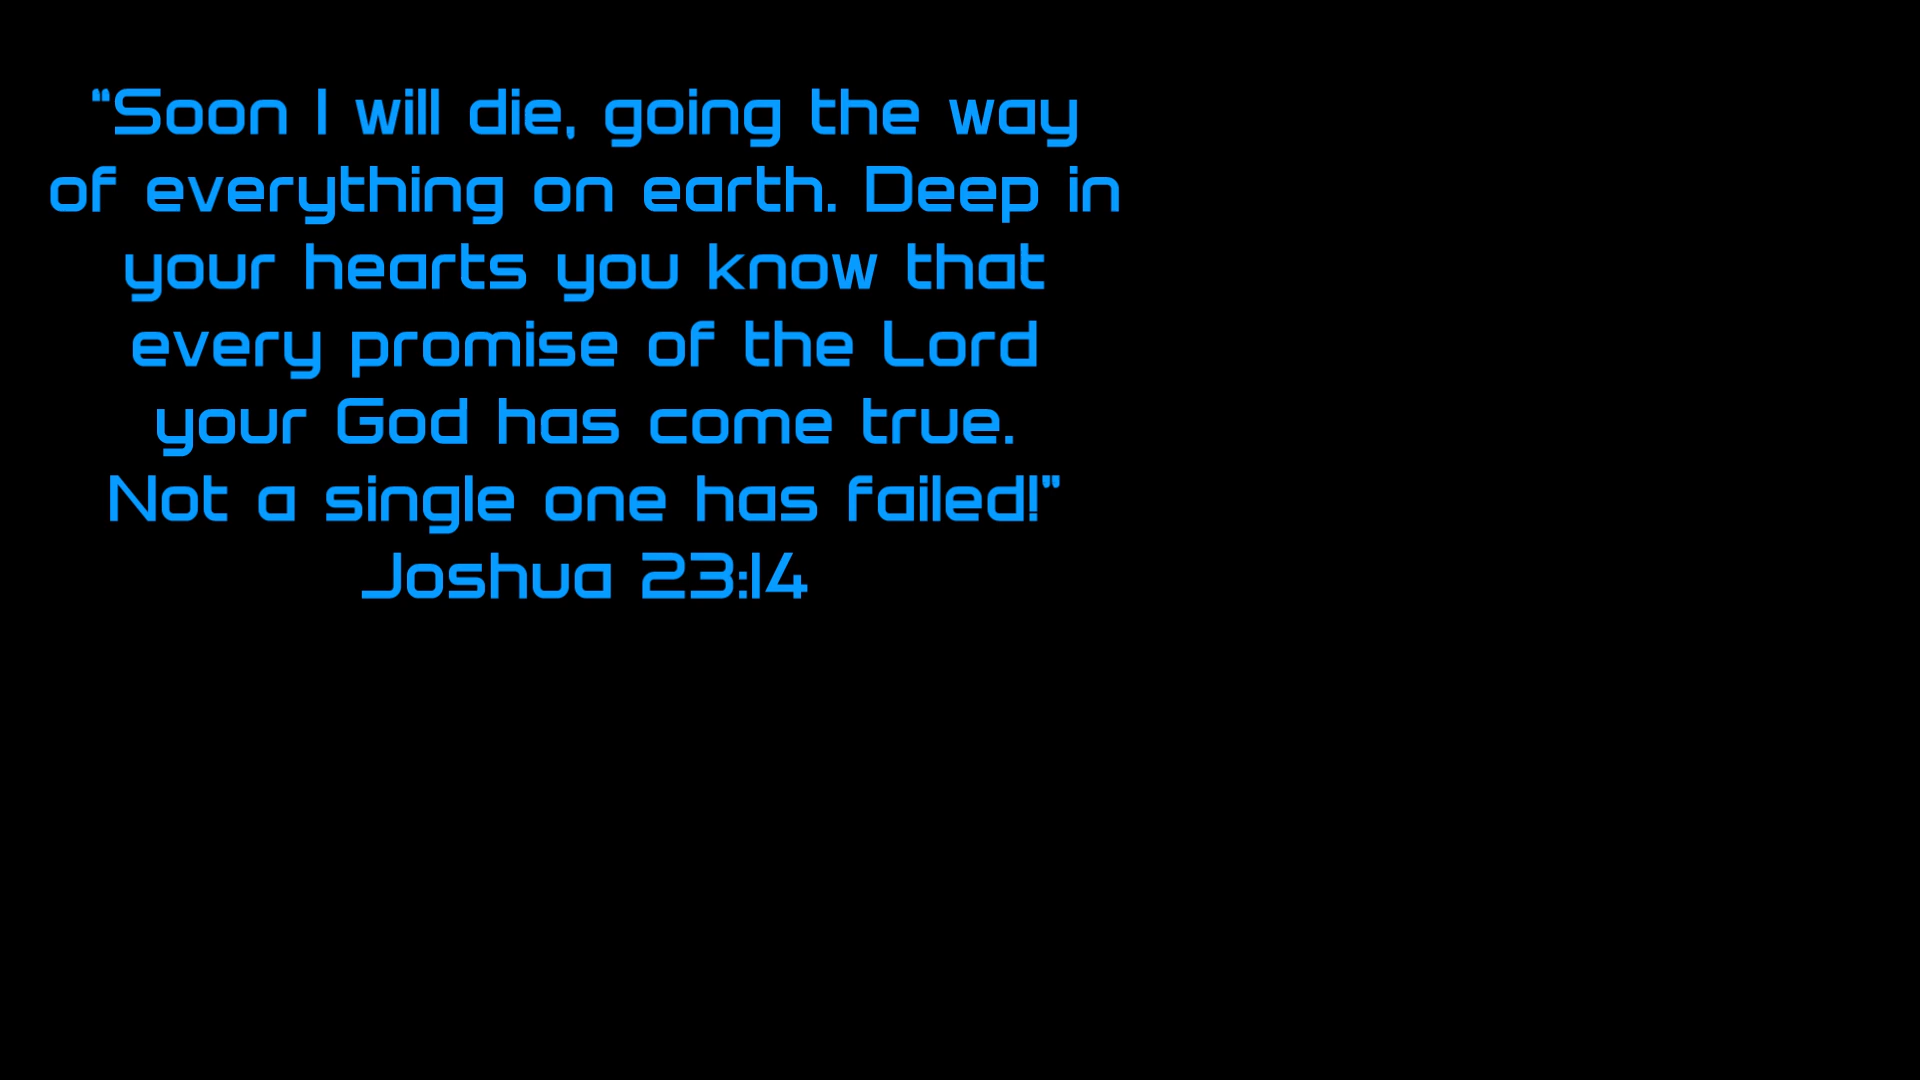 “Soon I will die, going the way
of everything on earth. Deep in
your hearts you know that
every promise of the Lord
your God has come true.
Not a single one has failed!”
Joshua 23:14